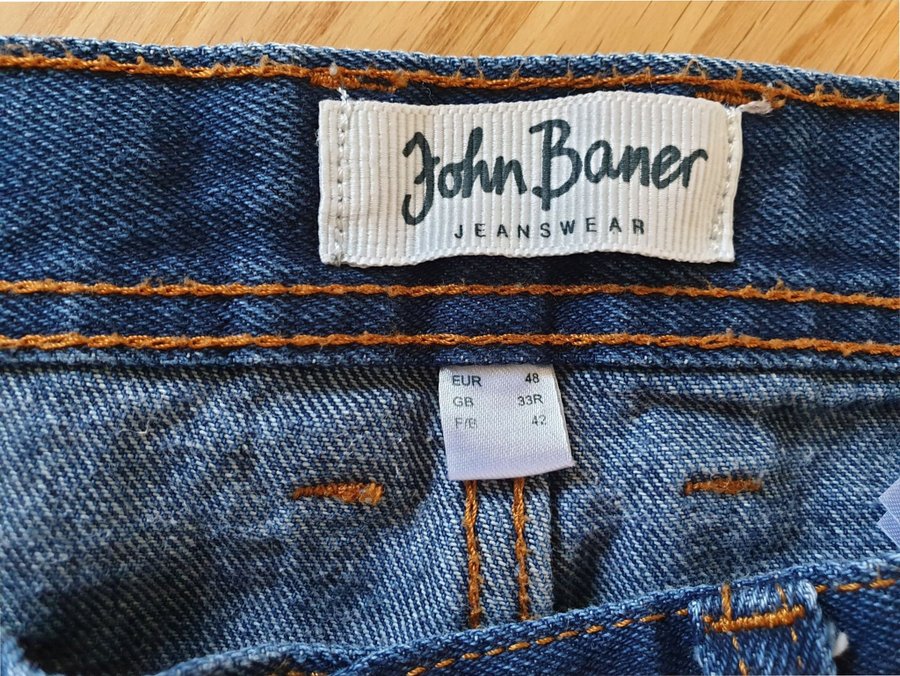 John Baner
JEANSWEAR
EUR 48
GB 33R
F/B 42